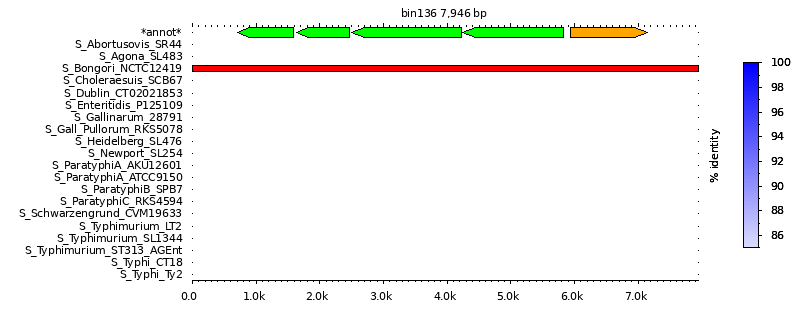 bin136 7,946 bp
*annot*
S_Abortusovis_SR44
S_Agona_SL483
S_Bongori_NCTC12419
S_Choleraesuis_SCB67
S_Dublin_CT02021853
S_Enteritidis_P125109
S_Gallinarum_28791
S_Gall_Pullorum_RKS5078
S_Heidelberg_SL476
S_Newport_SL254
S_ParatyphiA_AKU12601
S_ParatyphiA_ATCC9150
S_ParatyphiB_SPB7
S_ParatyphiC_RKS4594
S_Schwarzengrund_CVM19633
S_Typhimurium_LT2
S_Typhimurium_SL1344
S_Typhimurium_ST313_AGEnt
S_Typhi_CT18
S_Typhi_Ty2
0.0 1.0k 2.0k 3.0k 4.0k 5.0k 6.0k 7.0k
% identity
100
98
96
94
92
90
88
86